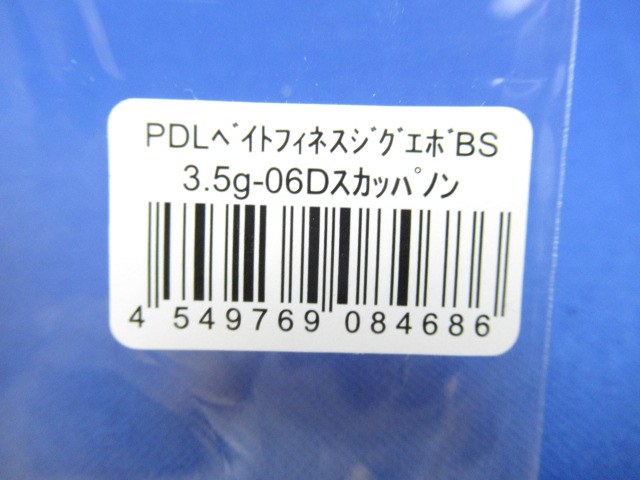 PDLﾍﾞｲﾄﾌｨﾈｽｼﾞｸﾞｴﾎﾞBS
3.5g-06Dｽｶｯﾊﾟﾉﾝ
4 549769 084686